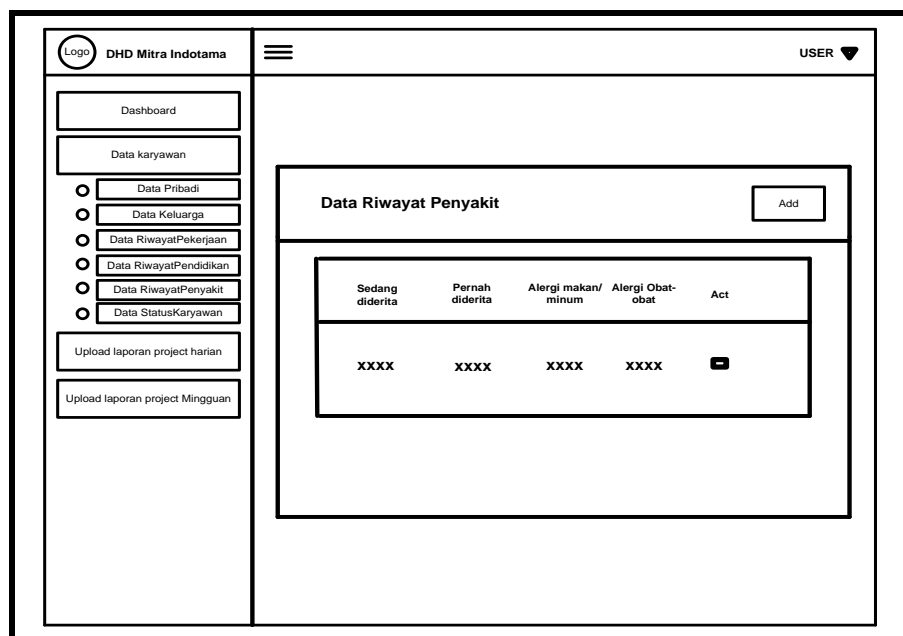 Logo
DHD Mitra Indotama
USER
Dashboard
Data karyawan
Data Pribadi
Data Keluarga
Data RiwayatPekerjaan
Data RiwayatPendidikan
Data RiwayatPenyakit
Data StatusKaryawan
Upload laporan project harian
Upload laporan project Mingguan
Data Riwayat Penyakit
Add
Sedang
diderita
Pernah
diderita
Alergi makan/
minum
Alergi Obat-
obat
Act
xxxx xxxx xxxx xxxx